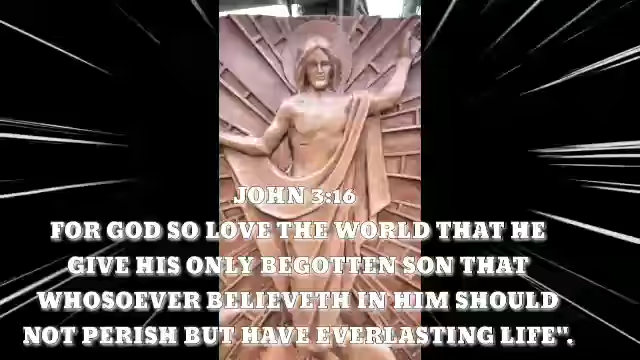 JOHN 3:16
FOR GOD SO LOVE THE WORLD THAT HE
GIVE HIS ONLY BEGOTTEN SON THAT
WHOSOEVER BELIEVETH IN HIM SHOULD
NOT PERISH BUT HAVE EVERLASTING LIFE".